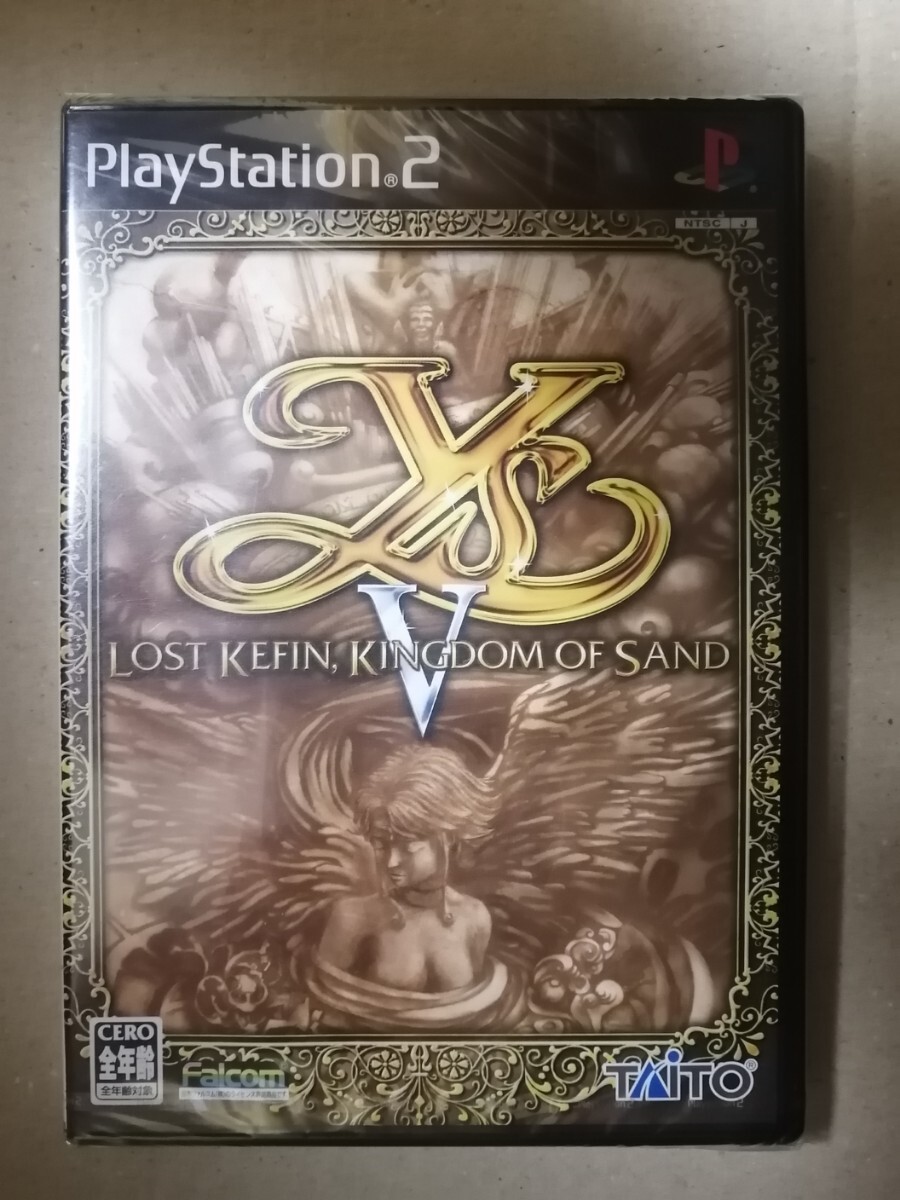 PlayStation®2
NTSC J
Ys
V
LOST KEFIN, KINGDOM OF SAND
CERO
全年齢
全年齢対象
Falcom
TAITO®